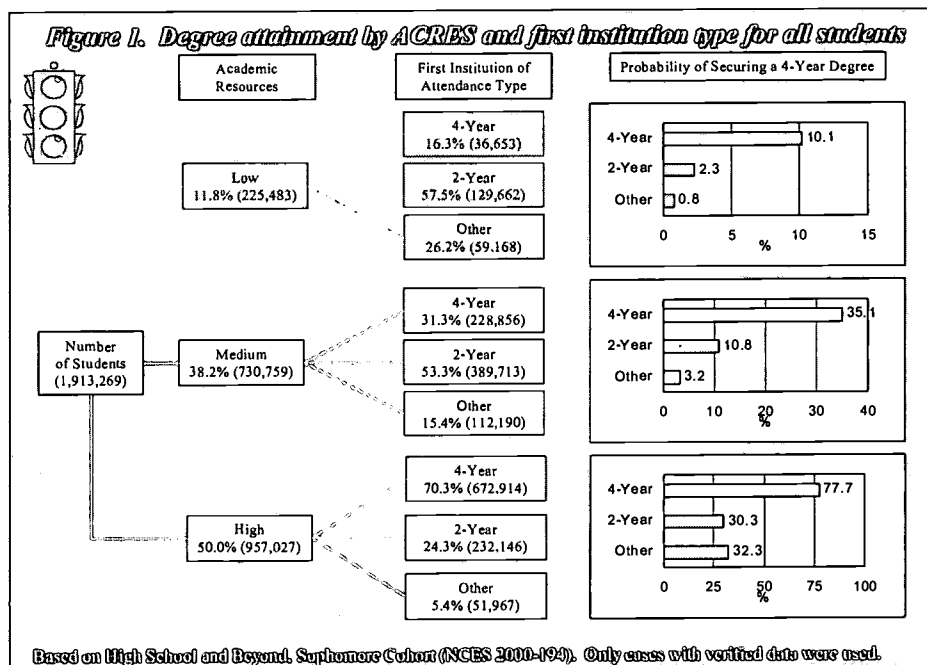 Figure 1. Degree attainment by ACRES and first institution type for all students
Academic
Resources
First Institution of
Attendance Type
Probability of Securing a 4-Year Degree
Number
of Students
(1,913,269)
Low
11.8% (225,483)
4-Year
16.3% (36,653)
2-Year
57.5% (129,662)
Other
26.2% (59,168)
4-Year
10.1
2-Year
2.3
Other
0.8
0 5 10 15
%
Medium
38.2% (730,759)
4-Year
31.3% (228,856)
2-Year
53.3% (389,713)
Other
15.4% (112,190)
4-Year
35.1
2-Year
10.8
Other
3.2
0 10 20 30 40
%
High
50.0% (957,027)
4-Year
70.3% (672,914)
2-Year
24.3% (232,146)
Other
5.4% (51,967)
4-Year
77.7
2-Year
30.3
Other
32.3
0 25 50 75 100
%
Based on High School and Beyond, Sophomore Cohort (NCES 2000-194). Only cases with verified data were used.